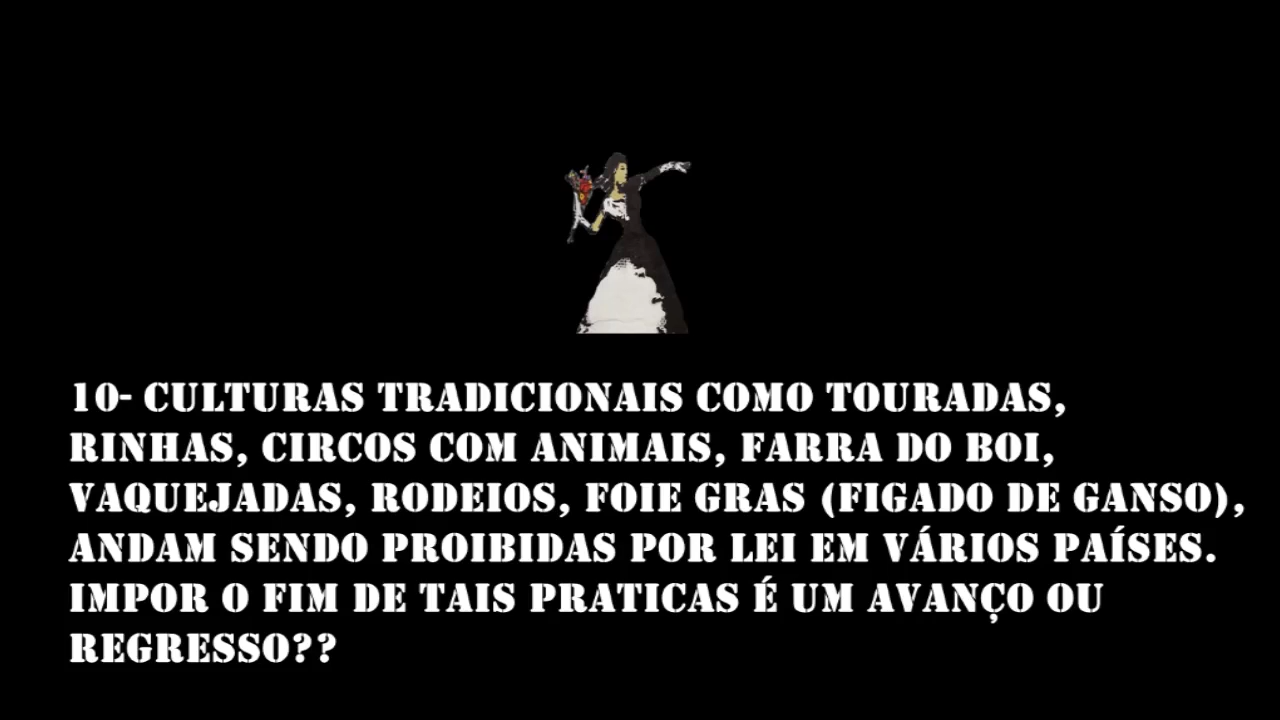 10- CULTURAS TRADICIONAIS COMO TOURADAS,
RINHAS, CIRCOS COM ANIMAIS, FARRA DO BOI,
VAQUEJADAS, RODEIOS, FOIE GRAS (FIGADO DE GANSO),
ANDAM SENDO PROIBIDAS POR LEI EM VÁRIOS PAÍSES.
IMPOR O FIM DE TAIS PRATICAS É UM AVANÇO OU
REGRESSO??